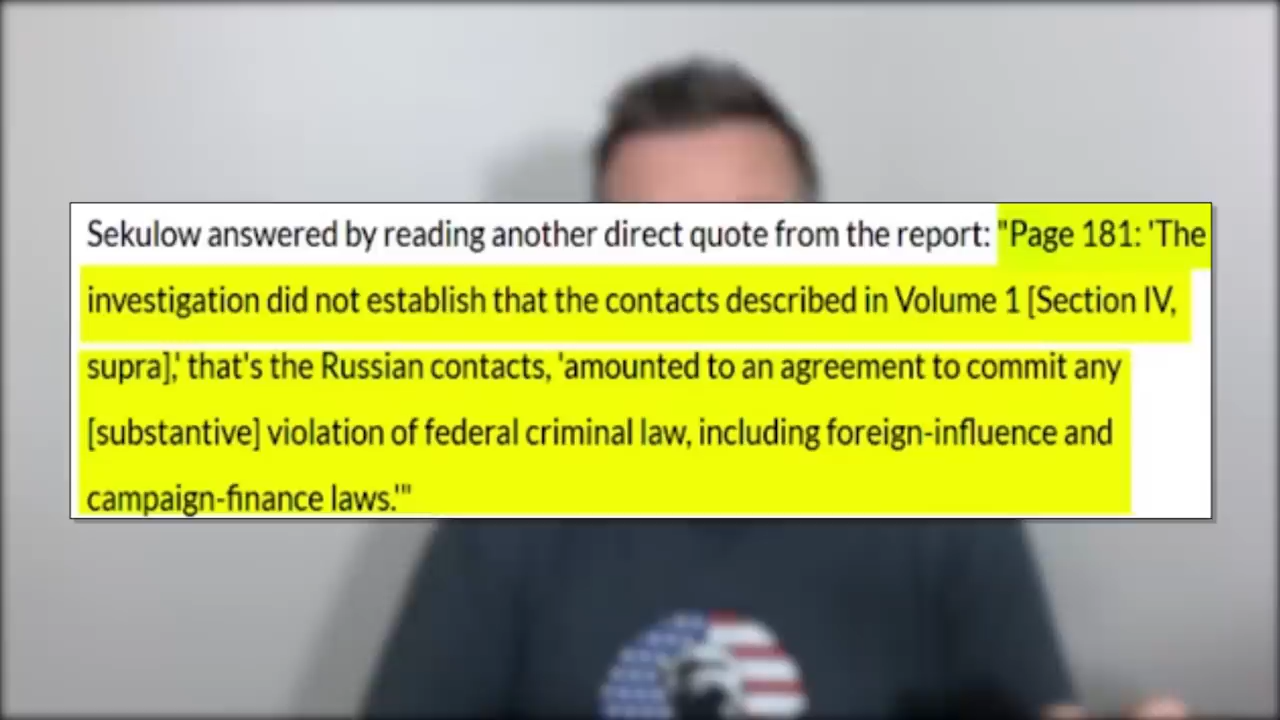 Sekulow answered by reading another direct quote from the report: "Page 181: 'The
investigation did not establish that the contacts described in Volume 1 [Section IV,
supra],' that's the Russian contacts, 'amounted to an agreement to commit any
[substantive] violation of federal criminal law, including foreign-influence and
campaign-finance laws.'"